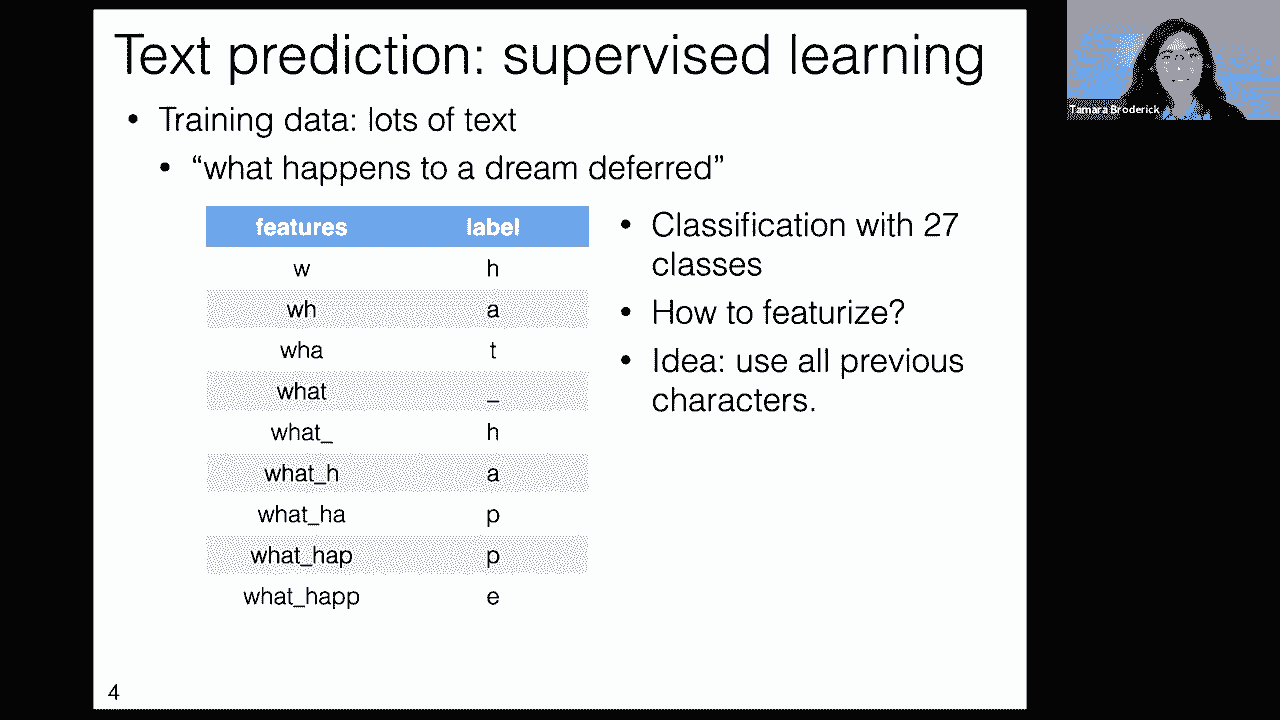 Text prediction: supervised learning
Tamara Broderick
• Training data: lots of text
• “what happens to a dream deferred”
features label
w h
wh a
wha t
what _
what_ h
what_h a
what_ha p
what_hap p
what_happ e
• Classification with 27
classes
• How to featurize?
• Idea: use all previous
characters.
4